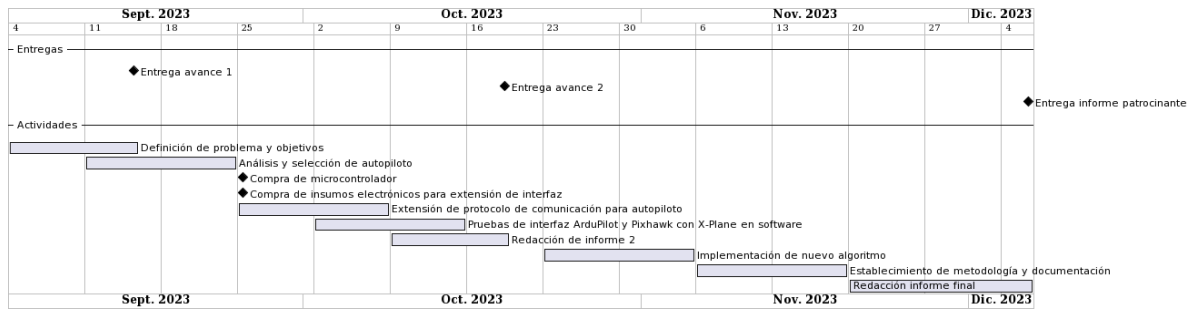 Sept. 2023 Oct. 2023 Nov. 2023 Dic. 2023
4 11 18 25 2 9 16 23 30 6 13 20 27 4
Entregas
Entrega avance 1
Entrega avance 2
Entrega informe patrocinante
Actividades
Definición de problema y objetivos
Análisis y selección de autopiloto
Compra de microcontrolador
Compra de insumos electrónicos para extensión de interfaz
Extensión de protocolo de comunicación para autopiloto
Pruebas de interfaz ArduPilot y Pixhawk con X-Plane en software
Redacción de informe 2
Implementación de nuevo algoritmo
Establecimiento de metodología y documentación
Redacción informe final
Sept. 2023 Oct. 2023 Nov. 2023 Dic. 2023